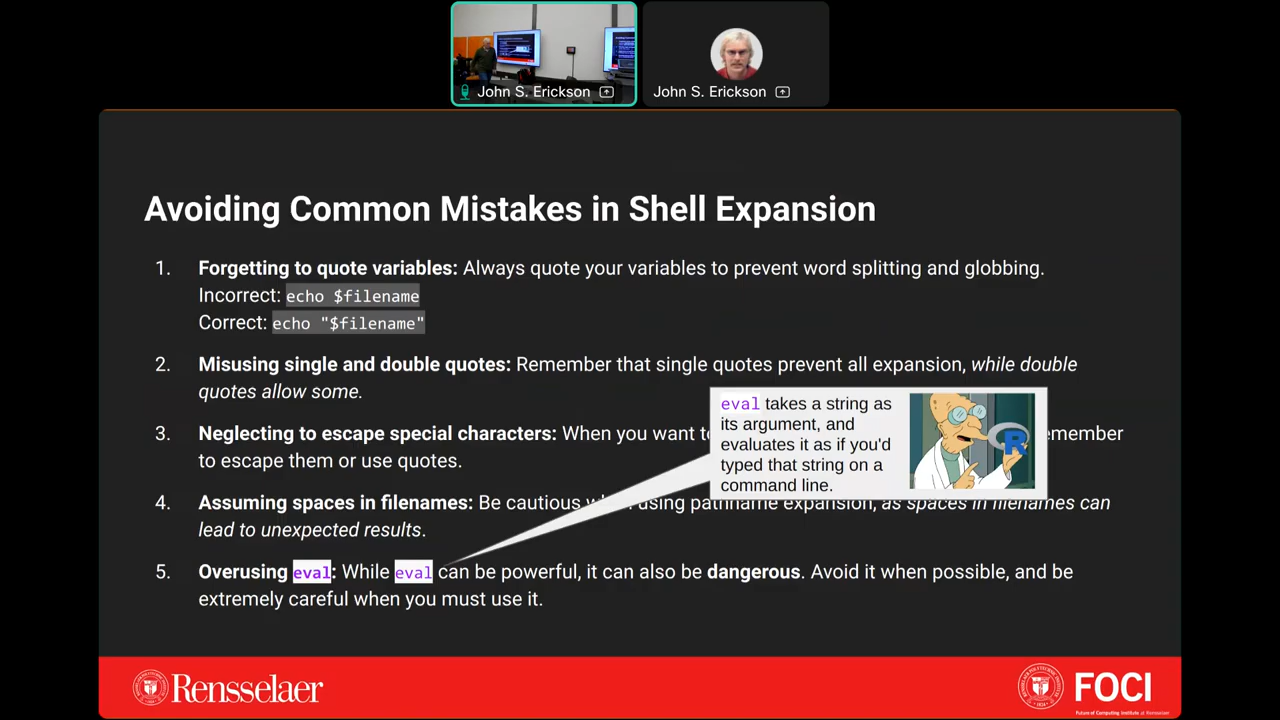 John S. Erickson
John S. Erickson
Avoiding Common Mistakes in Shell Expansion
1. Forgetting to quote variables: Always quote your variables to prevent word splitting and globbing.
Incorrect: echo $filename
Correct: echo "$filename"
2. Misusing single and double quotes: Remember that single quotes prevent all expansion, while double
quotes allow some.
3. Neglecting to escape special characters: When you want
to escape them or use quotes.
4. Assuming spaces in filenames: Be cautious using pathname expansion, as spaces in filenames can
lead to unexpected results.
5. Overusing eval: While eval can be powerful, it can also be dangerous. Avoid it when possible, and be
extremely careful when you must use it.
eval takes a string as
its argument, and
evaluates it as if you'd
typed that string on a
command line.
R
Rensselaer
FOCI
Future of Computing Institute at Rensselaer